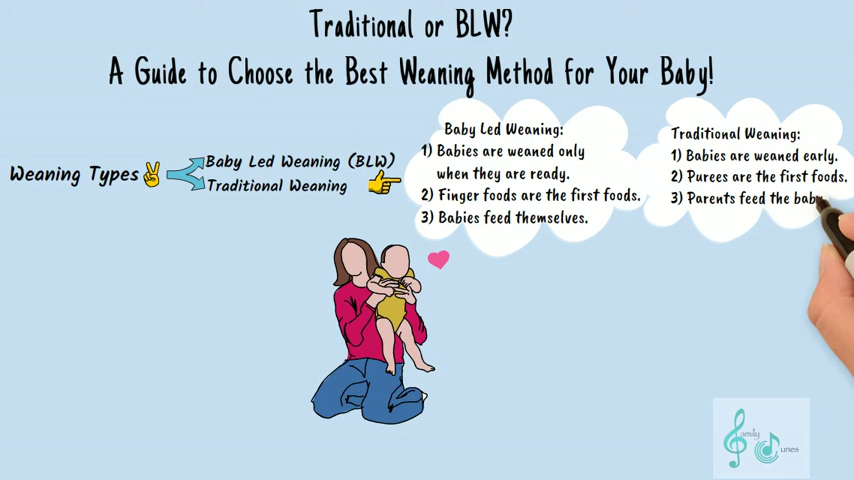 Traditional or BLW?
A Guide to Choose the Best Weaning Method for Your Baby!
Weaning Types
Baby Led Weaning (BLW)
Traditional Weaning
Baby Led Weaning:
1) Babies are weaned only
when they are ready.
2) Finger foods are the first foods.
3) Babies feed themselves.
Traditional Weaning:
1) Babies are weaned early.
2) Purees are the first foods.
3) Parents feed the baby
amily
unes